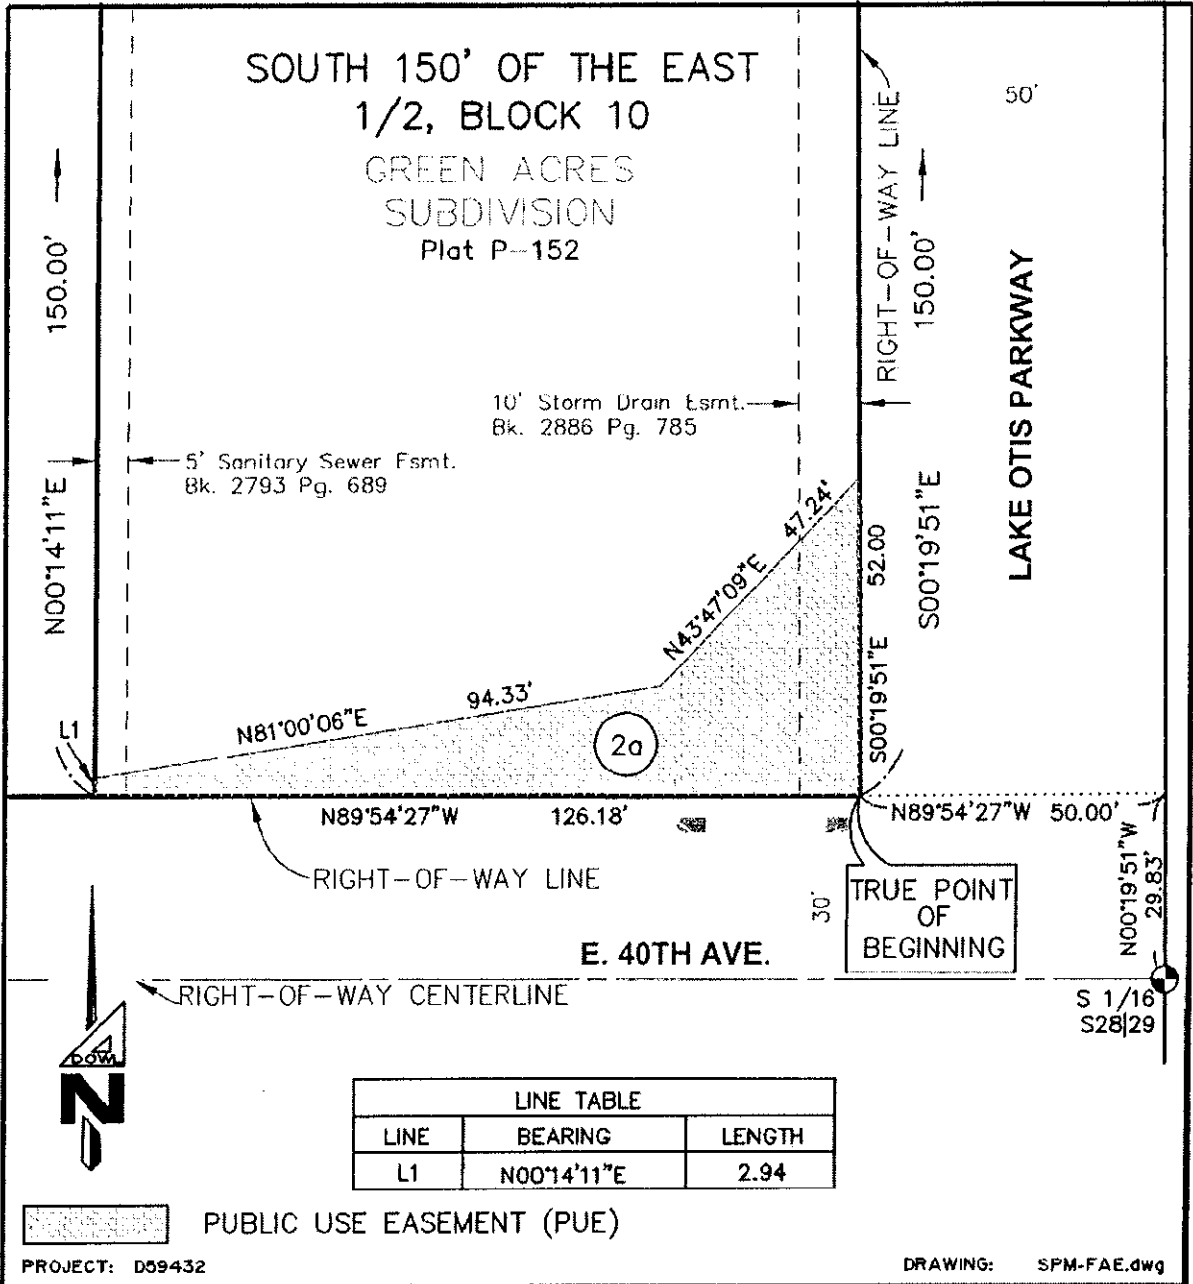 SOUTH 150' OF THE EAST
1/2, BLOCK 10
GREEN ACRES
SUBDIVISION
Plat P-152
50'
RIGHT-OF-WAY LINE
150.00'
150.00'
LAKE OTIS PARKWAY
10' Storm Drain Esmt.
Bk. 2886 Pg. 785
5' Sanitary Sewer Esmt.
Bk. 2793 Pg. 689
N00°14'11"E
S00°19'51"E
47.24'
N43°47'09"E
52.00
S00°19'51"E
94.33'
N81°00'06"E
L1
2a
N89°54'27"W 126.18'
N89°54'27"W 50.00'
RIGHT-OF-WAY LINE
30'
TRUE POINT
OF
BEGINNING
N00°19'51"W
29.83'
E. 40TH AVE.
RIGHT-OF-WAY CENTERLINE
S 1/16
S28|29
DOWL
N
LINE TABLE
LINE BEARING LENGTH
L1 N00°14'11"E 2.94
PUBLIC USE EASEMENT (PUE)
PROJECT: D59432
DRAWING: SPM-FAE.dwg